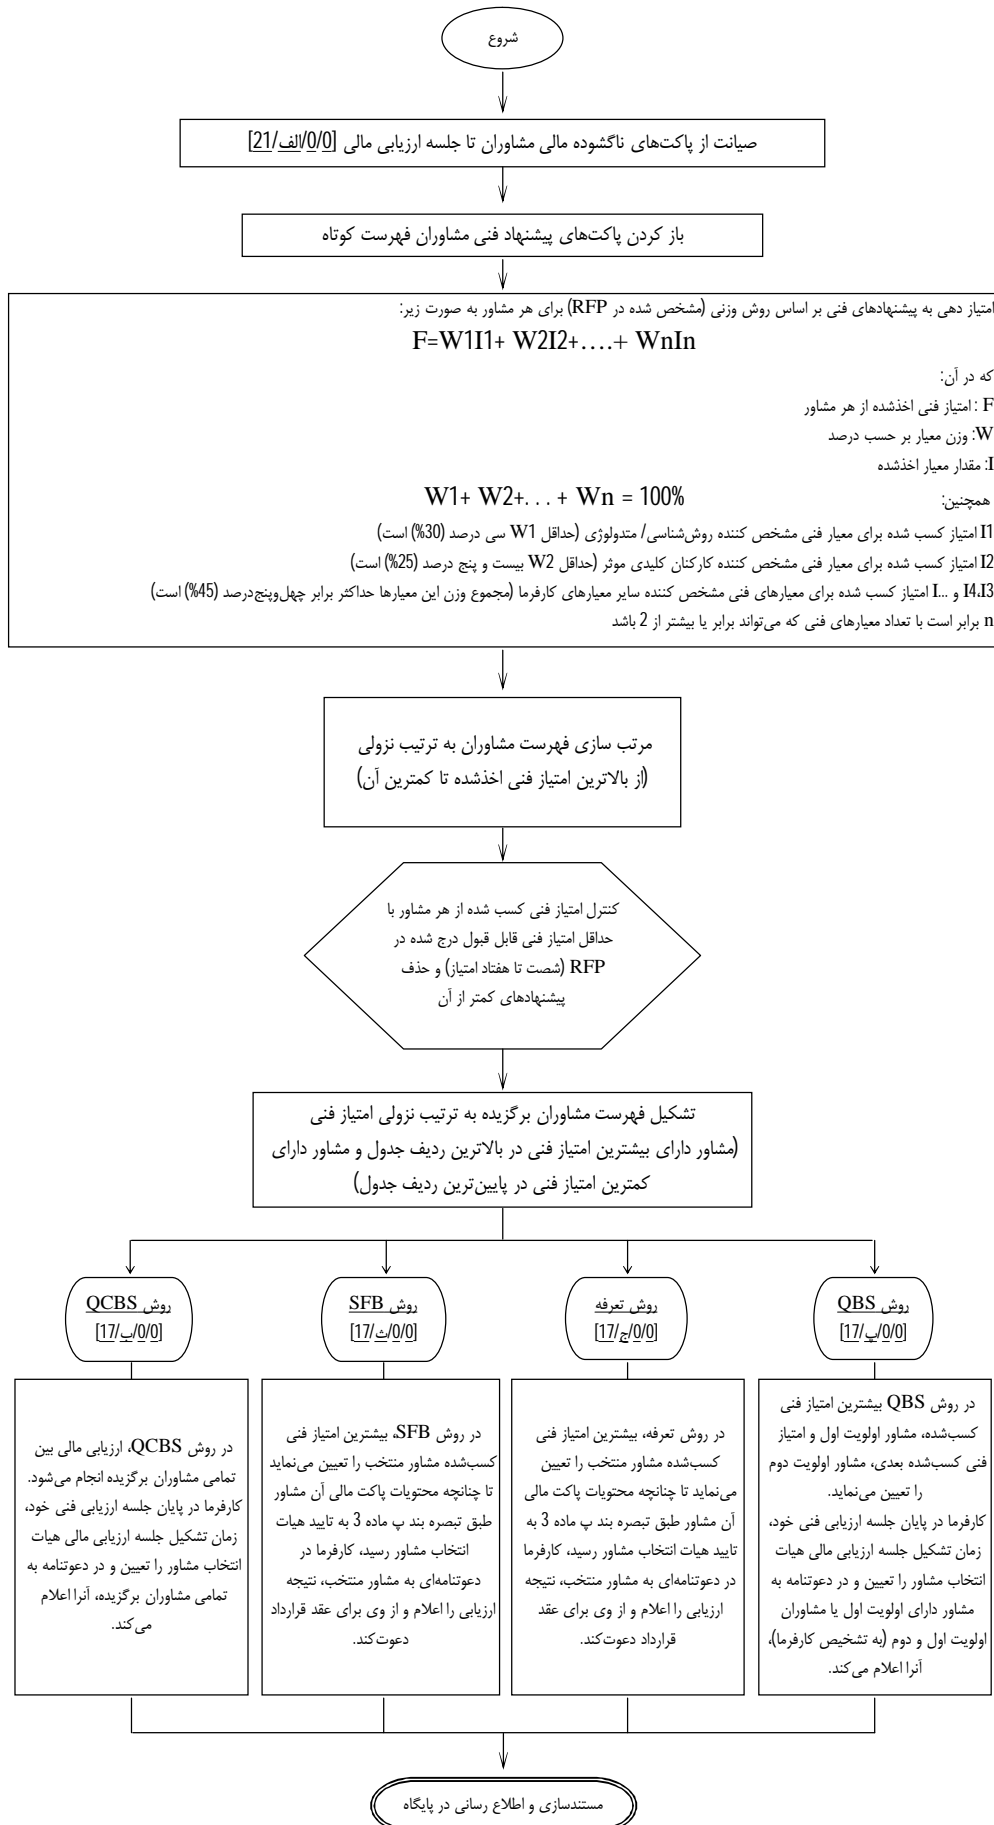 شروع
صیانت از پاکت‌های ناگشوده مالی مشاوران تا جلسه ارزیابی مالی [0/0/الف/21]
باز کردن پاکت‌های پیشنهاد فنی مشاوران فهرست کوتاه
امتیاز دهی به پیشنهادهای فنی بر اساس روش وزنی (مشخص شده در RFP) برای هر مشاور به صورت زیر:
F=W1I1+ W2I2+….+ WnIn
که در آن:
F : امتیاز فنی اخذشده از هر مشاور
W: وزن معیار بر حسب درصد
I: مقدار معیار اخذشده
همچنین: W1+ W2+. . . + Wn = 100%
I1 امتیاز کسب شده برای معیار فنی مشخص کننده روش‌شناسی/ متدولوژی (حداقل W1 سی درصد (30%) است)
I2 امتیاز کسب شده برای معیار فنی مشخص کننده کارکنان کلیدی موثر (حداقل W2 بیست و پنج درصد (25%) است)
I3،I4 و ...I امتیاز کسب شده برای معیارهای فنی مشخص کننده سایر معیارهای کارفرما (مجموع وزن این معیارها حداکثر برابر چهل‌وپنج‌درصد (45%) است)
n برابر است با تعداد معیارهای فنی که می‌تواند برابر یا بیشتر از 2 باشد
مرتب سازی فهرست مشاوران به ترتیب نزولی
(از بالاترین امتیاز فنی اخذشده تا کمترین آن)
کنترل امتیاز فنی کسب شده از هر مشاور با
حداقل امتیاز فنی قابل قبول درج شده در
RFP (شصت تا هفتاد امتیاز) و حذف
پیشنهادهای کمتر از آن
تشکیل فهرست مشاوران برگزیده به ترتیب نزولی امتیاز فنی
(مشاور دارای بیشترین امتیاز فنی در بالاترین ردیف جدول و مشاور دارای
کمترین امتیاز فنی در پایین‌ترین ردیف جدول)
روش QBS
[0/0/پ/17]
در روش QBS بیشترین امتیاز فنی
کسب‌شده، مشاور اولویت اول و امتیاز
فنی کسب‌شده بعدی، مشاور اولویت دوم
را تعیین می‌نماید.
کارفرما در پایان جلسه ارزیابی فنی خود،
زمان تشکیل جلسه ارزیابی مالی هیات
انتخاب مشاور را تعیین و در دعوتنامه به
مشاور دارای اولویت اول یا مشاوران
اولویت اول و دوم (به تشخیص کارفرما)،
آنرا اعلام می‌کند.
روش تعرفه
[0/0/ج/17]
در روش تعرفه، بیشترین امتیاز فنی
کسب‌شده مشاور منتخب را تعیین
می‌نماید تا چنانچه محتویات پاکت مالی
آن مشاور طبق تبصره بند پ ماده 3 به
تایید هیات انتخاب مشاور رسید، کارفرما
در دعوتنامه‌ای به مشاور منتخب، نتیجه
ارزیابی را اعلام و از وی برای عقد
قرارداد دعوت‌کند.
روش SFB
[0/0/ث/17]
در روش SFB، بیشترین امتیاز فنی
کسب‌شده مشاور منتخب را تعیین می‌نماید
تا چنانچه محتویات پاکت مالی آن مشاور
طبق تبصره بند پ ماده 3 به تایید هیات
انتخاب مشاور رسید، کارفرما در
دعوتنامه‌ای به مشاور منتخب، نتیجه
ارزیابی را اعلام و از وی برای عقد قرارداد
دعوت‌کند.
روش QCBS
[0/0/ب/17]
در روش QCBS، ارزیابی مالی بین
تمامی مشاوران برگزیده انجام می‌شود.
کارفرما در پایان جلسه ارزیابی فنی خود،
زمان تشکیل جلسه ارزیابی مالی هیات
انتخاب مشاور را تعیین و در دعوتنامه به
تمامی مشاوران برگزیده، آنرا اعلام
می‌کند.
مستندسازی و اطلاع رسانی در پایگاه